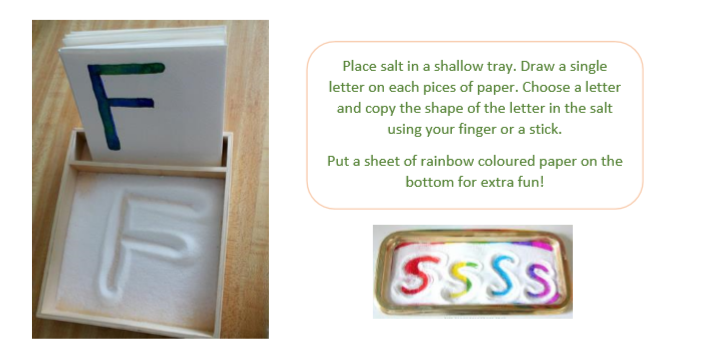 F
F
Place salt in a shallow tray. Draw a single
letter on each pices of paper. Choose a letter
and copy the shape of the letter in the salt
using your finger or a stick.
Put a sheet of rainbow coloured paper on the
bottom for extra fun!
S S S S